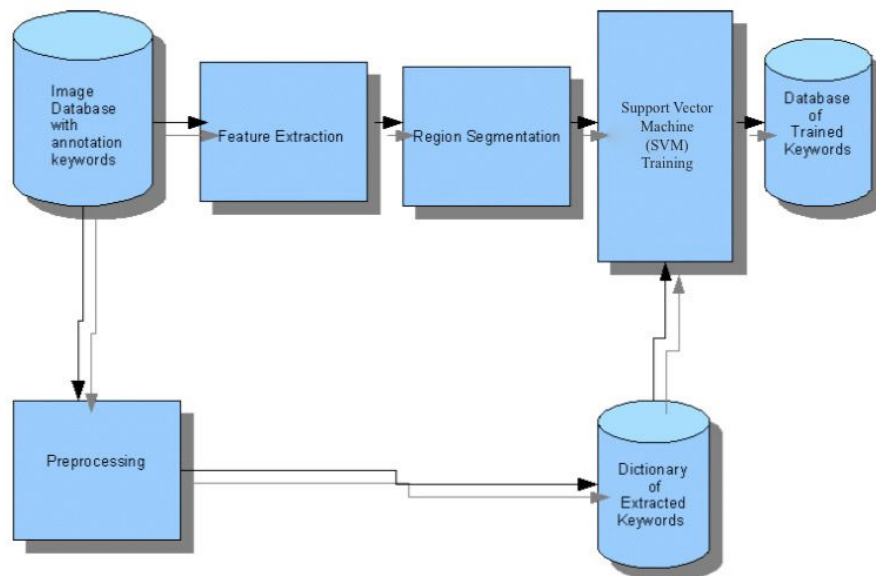 Image
Database
with
annotation
keywords
Feature Extraction
Region Segmentation
Support Vector
Machine
(SVM)
Training
Database
of
Trained
Keywords
Preprocessing
Dictionary
of
Extracted
Keywords